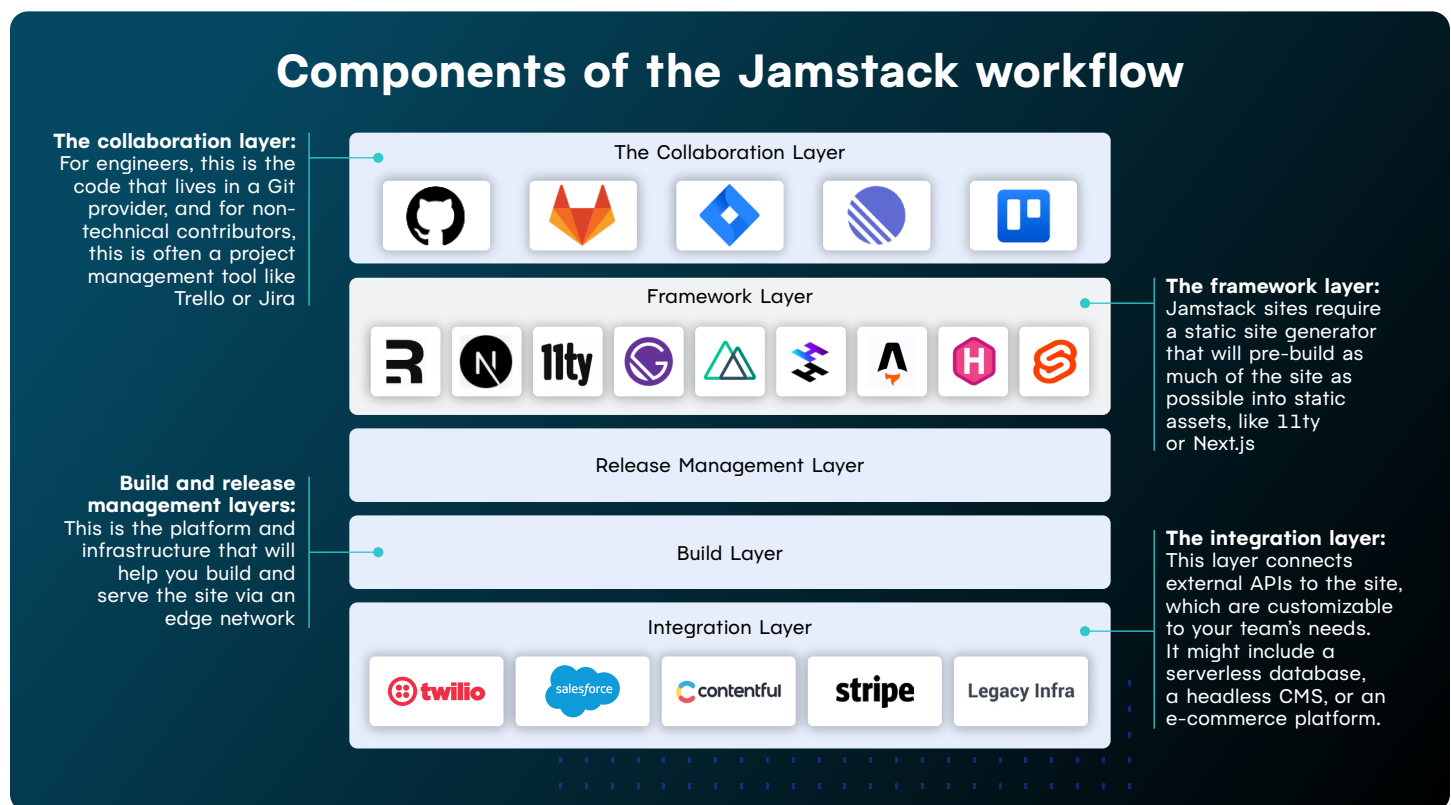 Components of the Jamstack workflow
The collaboration layer:
For engineers, this is the
code that lives in a Git
provider, and for non-
technical contributors,
this is often a project
management tool like
Trello or Jira
The Collaboration Layer
Framework Layer
R
N
11ty
G
H
The framework layer:
Jamstack sites require
a static site generator
that will pre-build as
much of the site as
possible into static
assets, like 11ty
or Next.js
Release Management Layer
Build and release
management layers:
This is the platform and
infrastructure that will
help you build and
serve the site via an
edge network
Build Layer
Integration Layer
twilio
salesforce
contentful
stripe
Legacy Infra
The integration layer:
This layer connects
external APIs to the site,
which are customizable
to your team's needs.
It might include a
serverless database,
a headless CMS, or an
e-commerce platform.